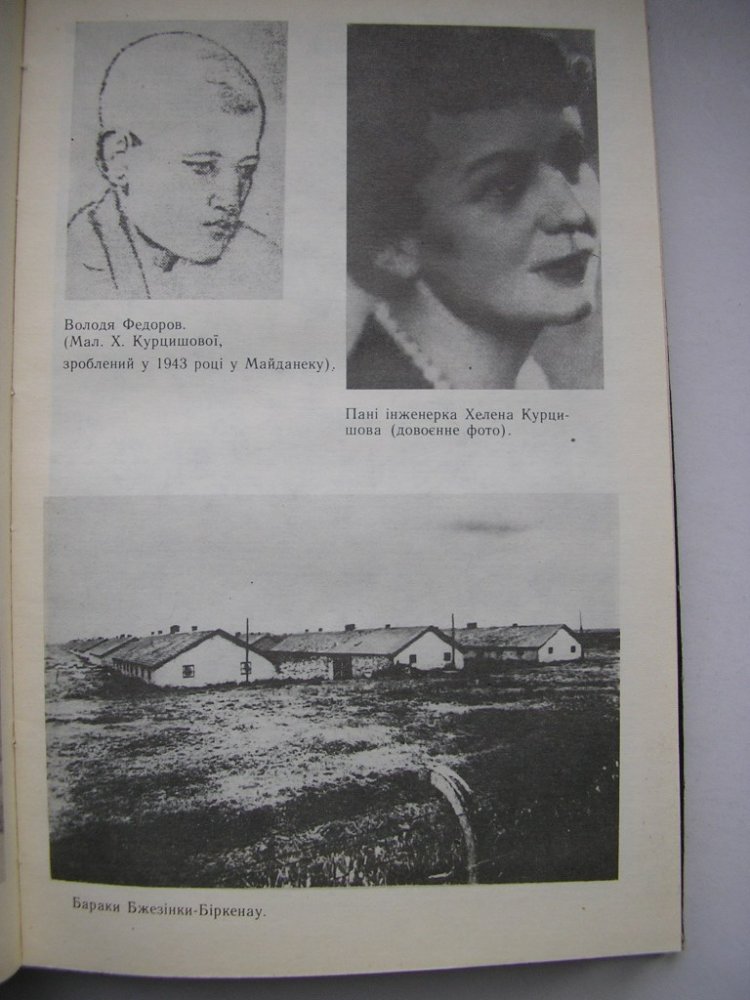 Володя Федоров.
(Мал. Х. Курцишової,
зроблений у 1943 році у Майданеку).
Пані інженерка Хелена Курци-
шова (довоєнне фото).
Бараки Бжезінки-Біркенау.